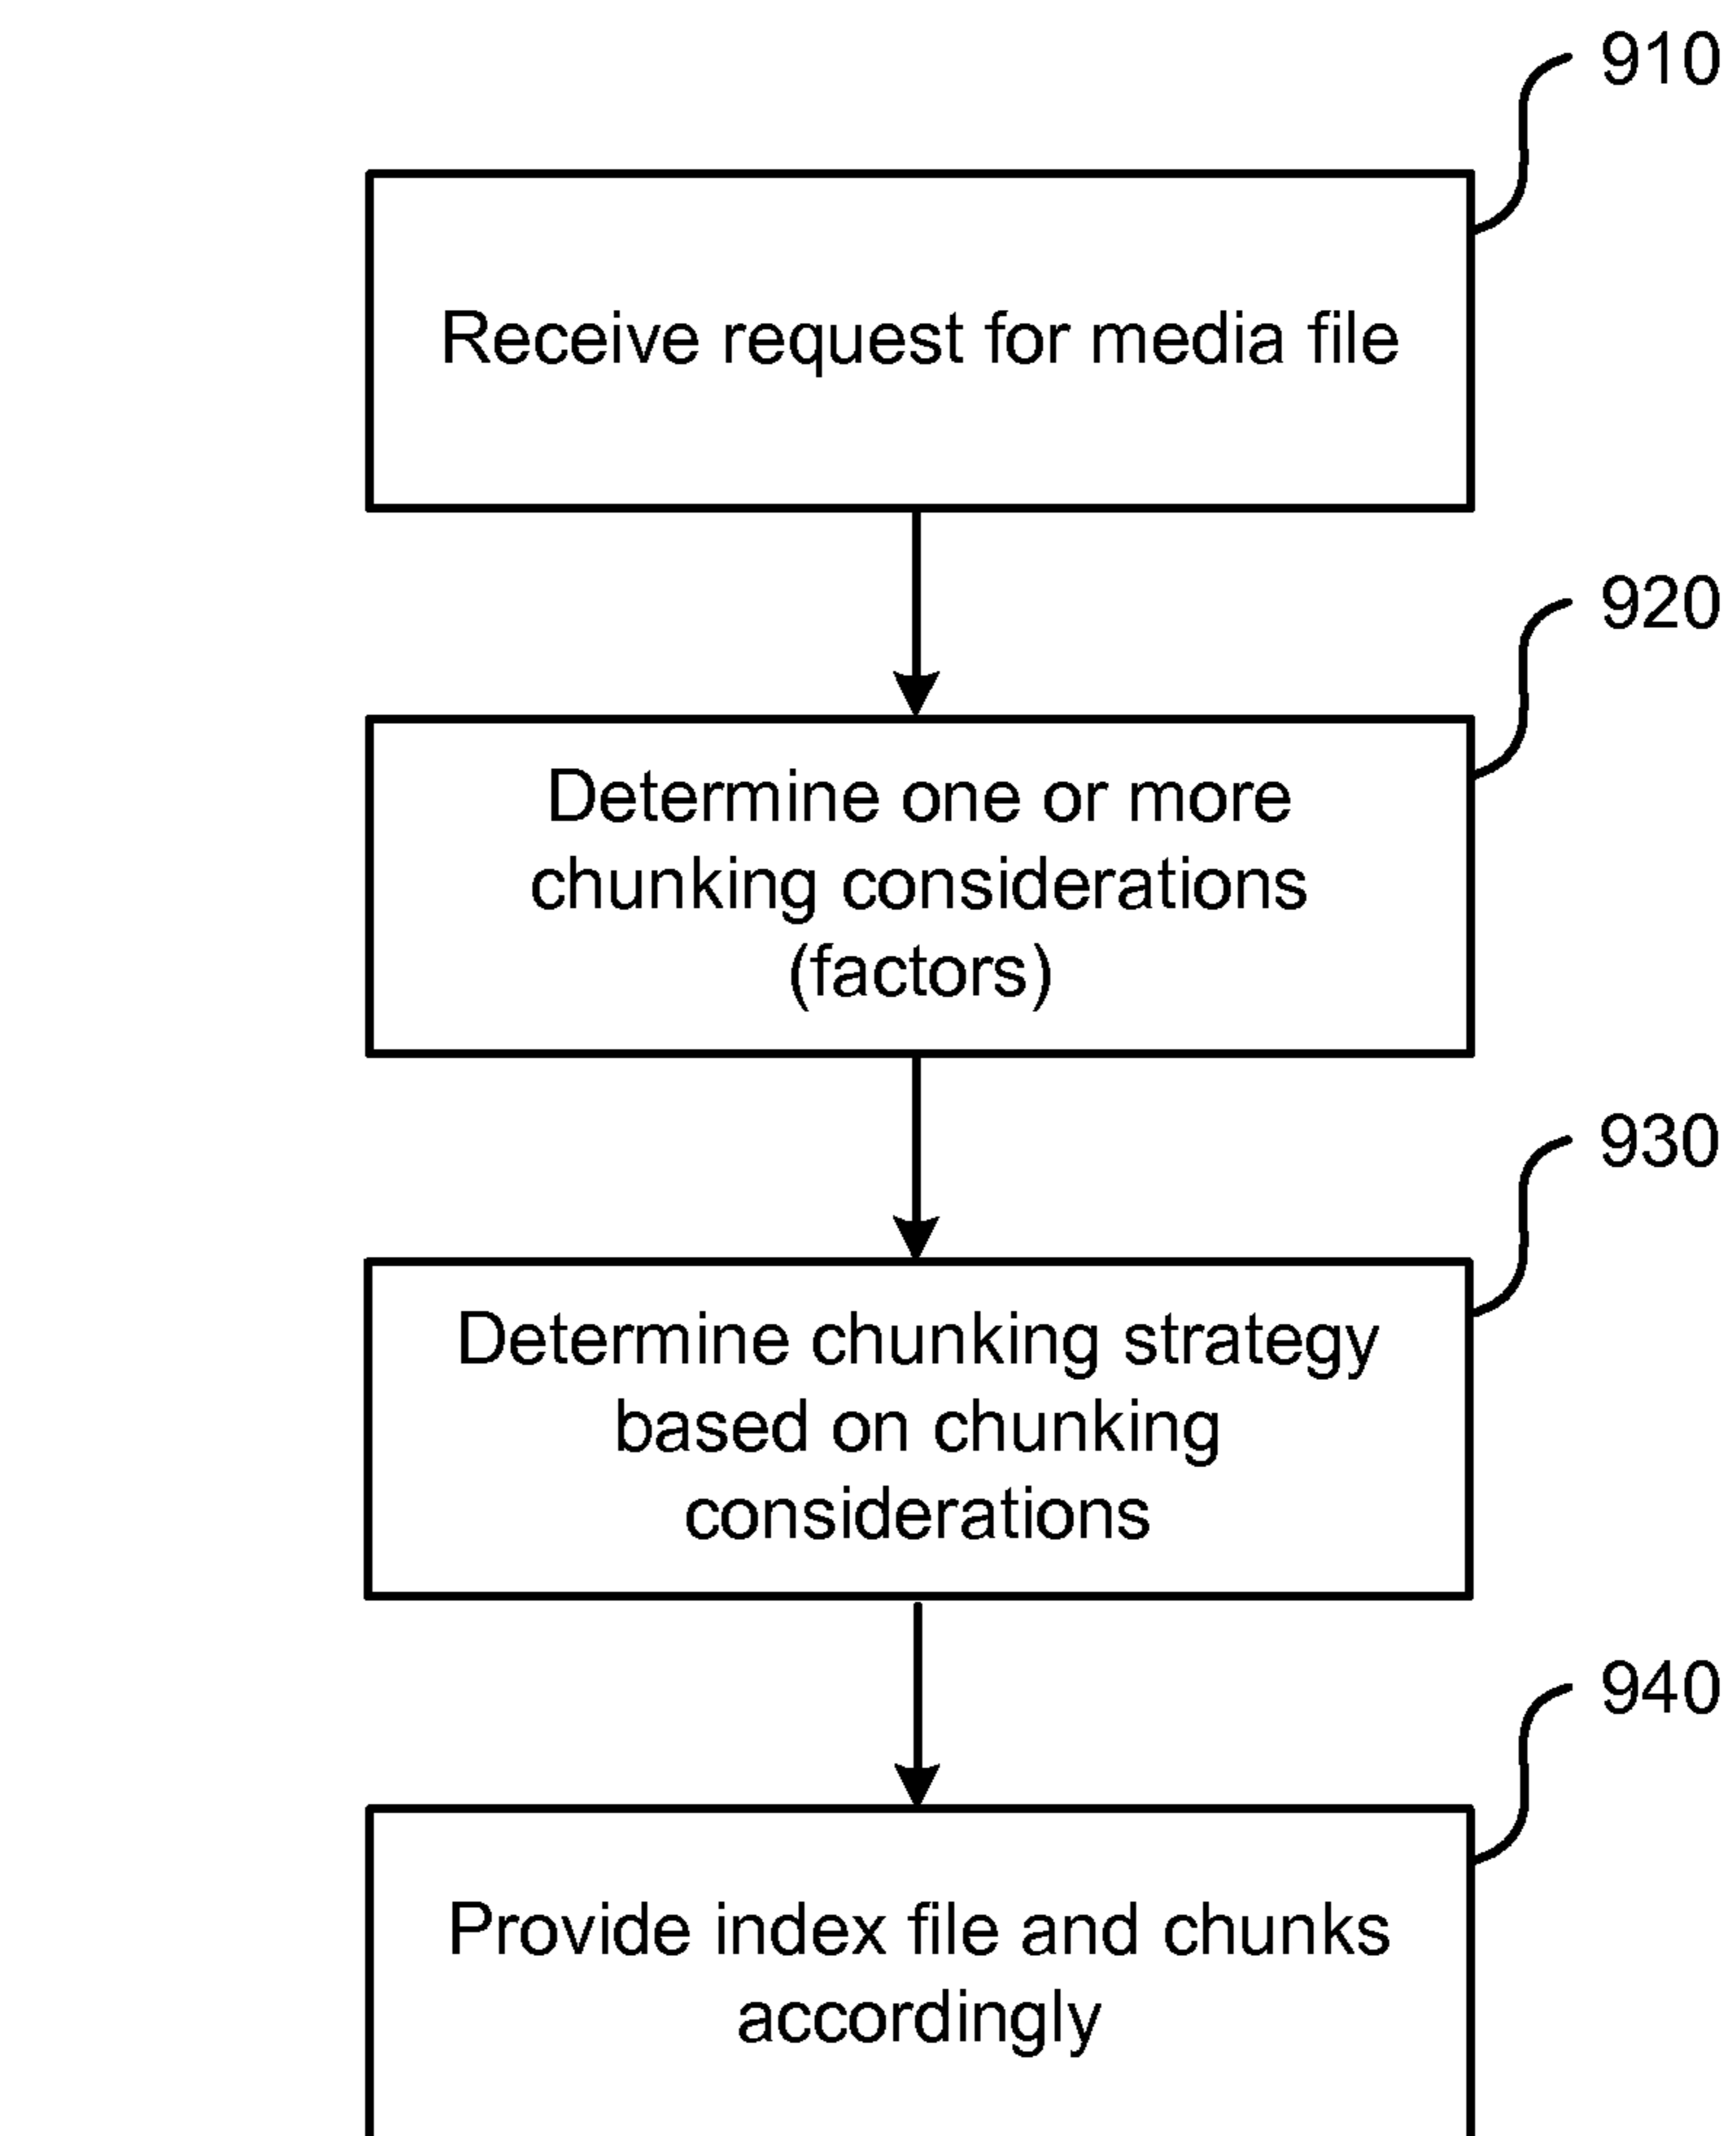 910
Receive request for media file
920
Determine one or more
chunking considerations
(factors)
930
Determine chunking strategy
based on chunking
considerations
940
Provide index file and chunks
accordingly